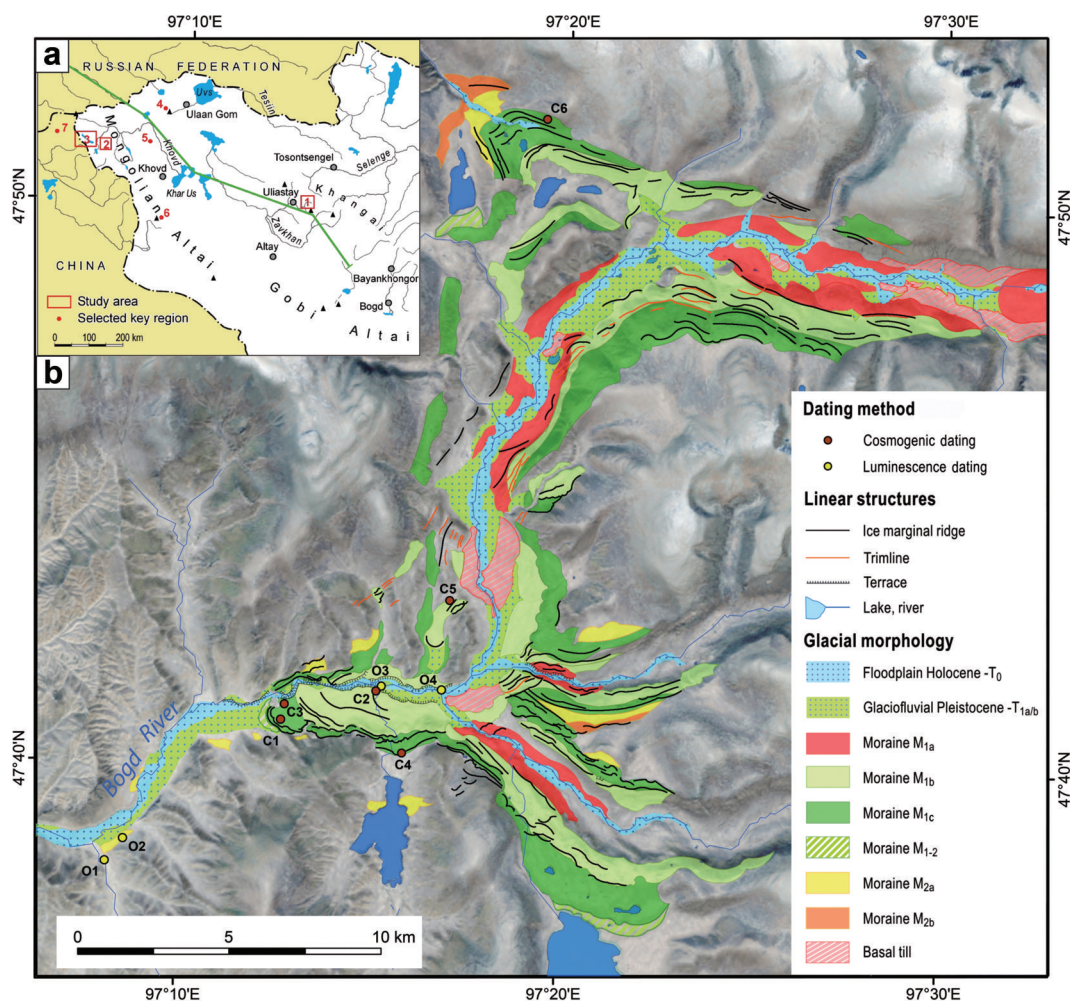 97°10'E
97°20'E
97°30'E
a
RUSSIAN FEDERATION
Uvs
Tesiin
4
Ulaan Gom
7
3
2
5
Khovd
Tosontsengel
Selenge
Mongolian
Khovd
Khar Us
Uliastay
1
Khangai
6
Zavkhan
Altay
Altai
CHINA
Bayankhongor
Gobi
Bogd
Altai
Study area
Selected key region
0 100 200 km
47°50'N
47°50'N
C6
b
Dating method
Cosmogenic dating
Luminescence dating
Linear structures
Ice marginal ridge
Trimline
Terrace
Lake, river
Glacial morphology
Floodplain Holocene -T0
Glaciofluvial Pleistocene -T1a/b
Moraine M1a
Moraine M1b
Moraine M1c
Moraine M1-2
Moraine M2a
Moraine M2b
Basal till
C5
O3
O4
C2
C3
C1
C4
Bogd River
47°40'N
47°40'N
O2
O1
0 5 10 km
97°10'E
97°20'E
97°30'E